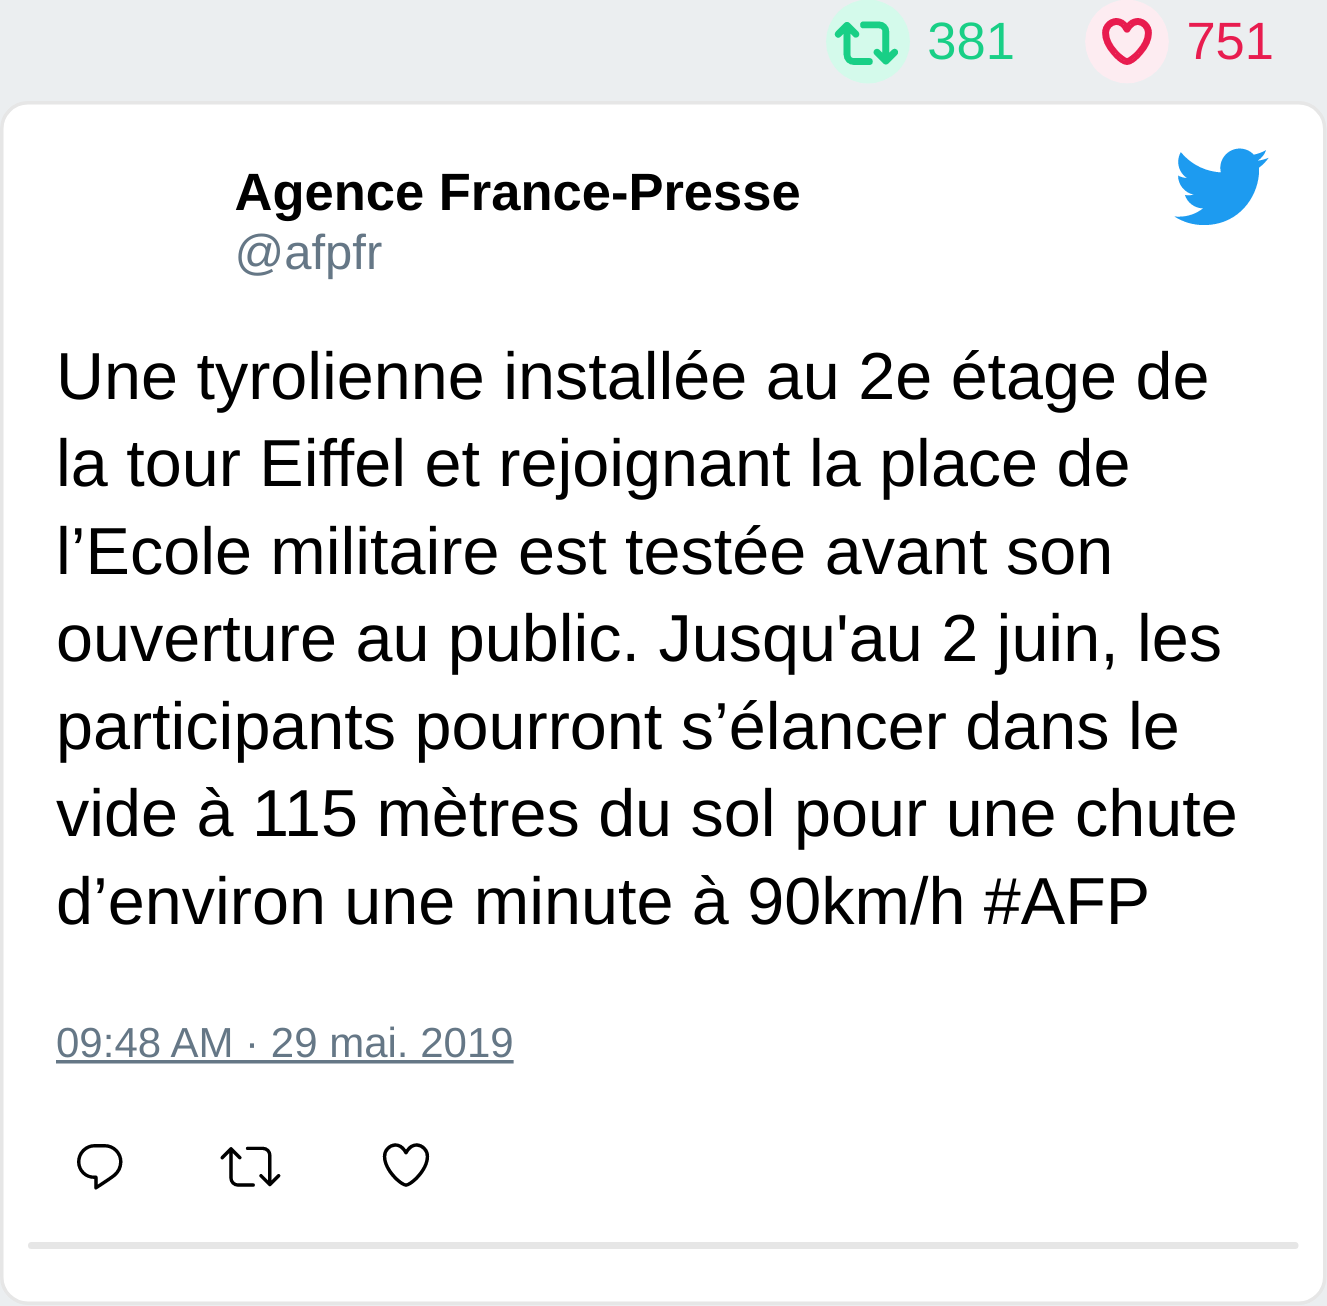 381 751
Agence France-Presse
@afpfr
Une tyrolienne installée au 2e étage de
la tour Eiffel et rejoignant la place de
l’Ecole militaire est testée avant son
ouverture au public. Jusqu'au 2 juin, les
participants pourront s’élancer dans le
vide à 115 mètres du sol pour une chute
d’environ une minute à 90km/h #AFP
09:48 AM · 29 mai. 2019